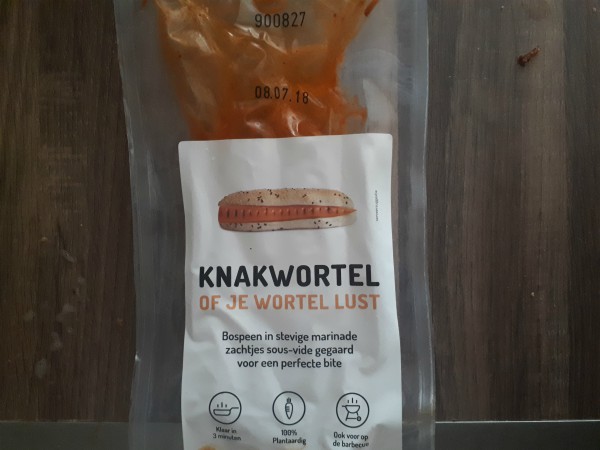 900827
08.07.18
KNAKWORTEL
OF JE WORTEL LUST
Bospeen in stevige marinade
zachtjes sous-vide gegaard
voor een perfecte bite
Klaar in
3 minuten
100%
Plantaardig
Ook voor op
de barbecue